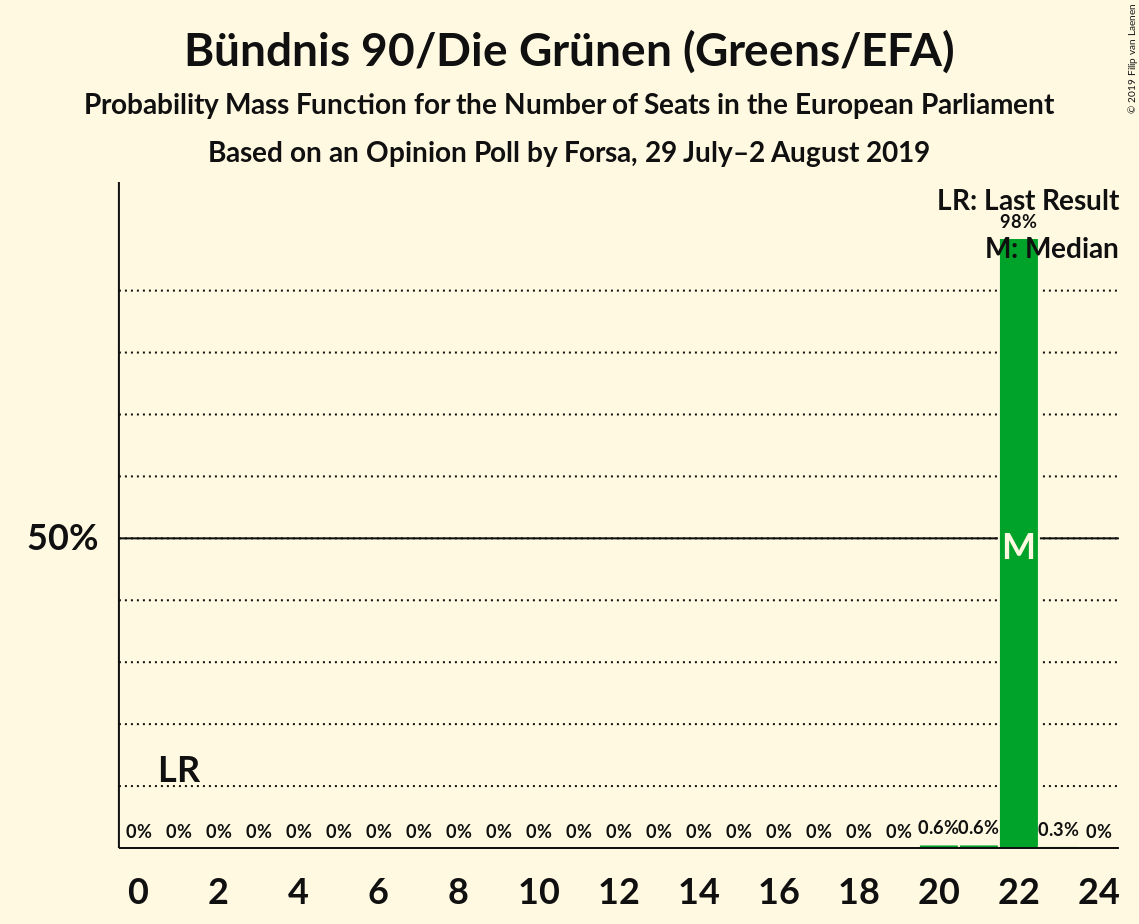 Bündnis 90/Die Grünen (Greens/EFA)
Probability Mass Function for the Number of Seats in the European Parliament
Based on an Opinion Poll by Forsa, 29 July–2 August 2019
© 2019 Filip van Laenen
LR: Last Result
98%
M: Median
50%
M
LR
0% 0% 0% 0% 0% 0% 0% 0% 0% 0% 0% 0% 0% 0% 0% 0% 0% 0% 0% 0% 0.6% 0.6% 0.3% 0%
0 2 4 6 8 10 12 14 16 18 20 22 24